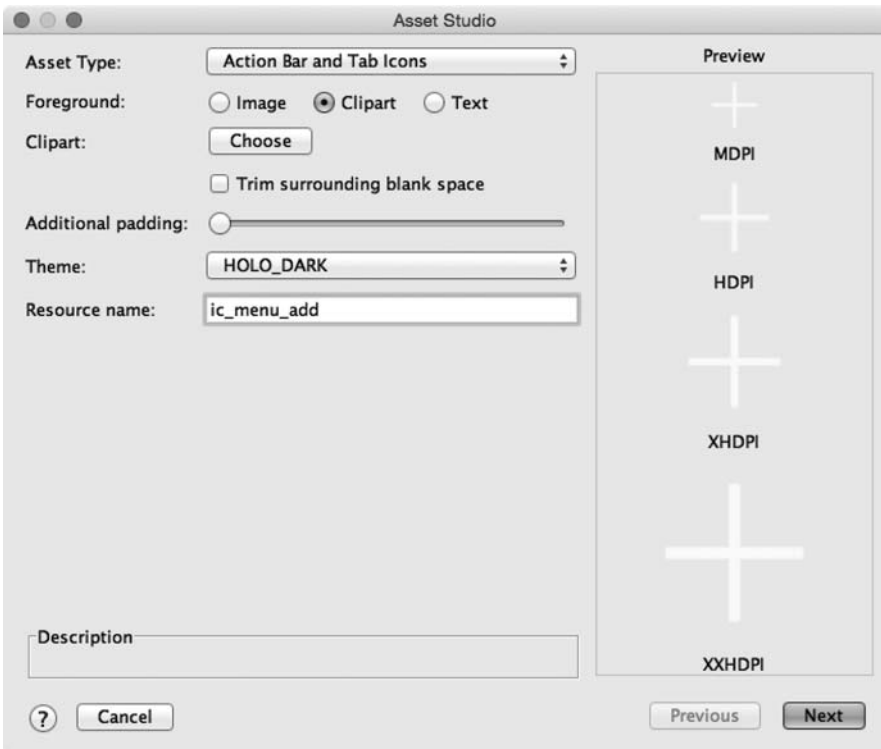 Asset Studio
Asset Type: Action Bar and Tab Icons
Foreground: Image Clipart Text
Clipart: Choose
Trim surrounding blank space
Additional padding:
Theme: HOLO_DARK
Resource name: ic_menu_add
Description
Preview
MDPI
HDPI
XHDPI
XXHDPI
? Cancel Previous Next